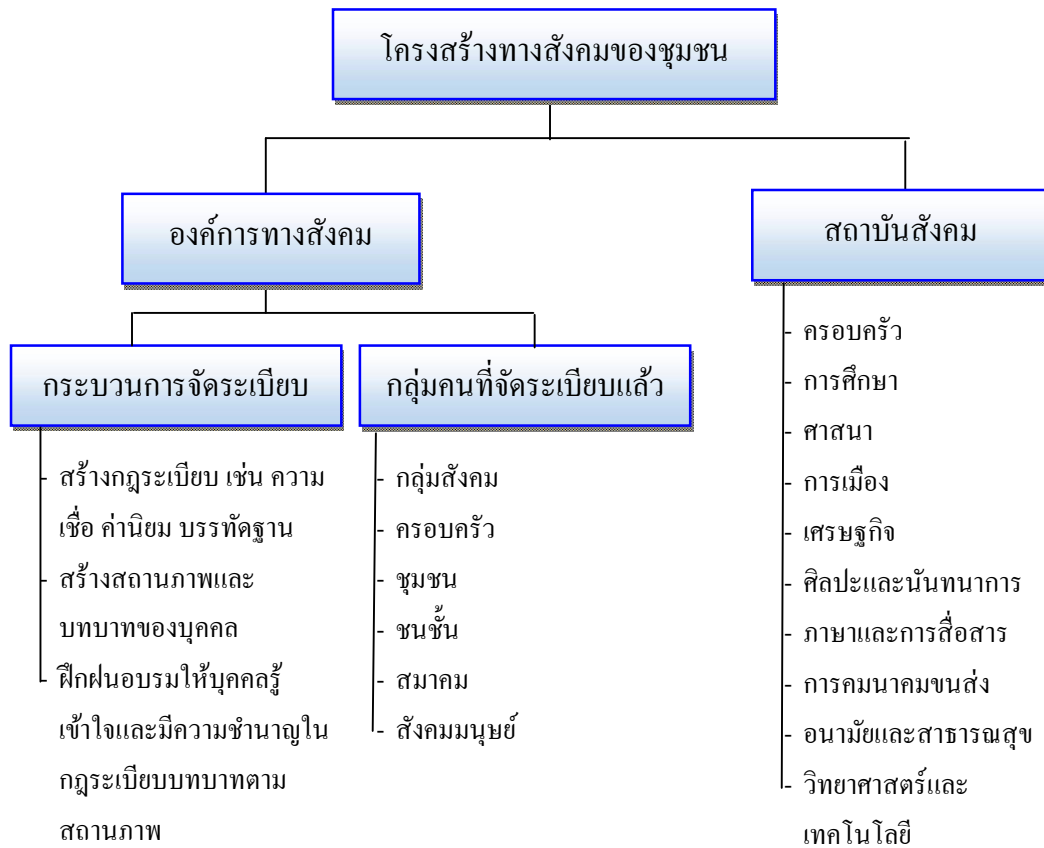 โครงสร้างทางสังคมของชุมชน
องค์การทางสังคม
สถาบันสังคม
กระบวนการจัดระเบียบ
กลุ่มคนที่จัดระเบียบแล้ว
- สร้างกฎระเบียบ เช่น ความ
เชื่อ ค่านิยม บรรทัดฐาน
- สร้างสถานภาพและ
บทบาทของบุคคล
- ฝึกฝนอบรมให้บุคคลรู้
เข้าใจและมีความชำนาญใน
กฎระเบียบบทบาทตาม
สถานภาพ
- กลุ่มสังคม
- ครอบครัว
- ชุมชน
- ชนชั้น
- สมาคม
- สังคมมนุษย์
- ครอบครัว
- การศึกษา
- ศาสนา
- การเมือง
- เศรษฐกิจ
- ศิลปะและนันทนาการ
- ภาษาและการสื่อสาร
- การคมนาคมขนส่ง
- อนามัยและสาธารณสุข
- วิทยาศาสตร์และ
เทคโนโลยี